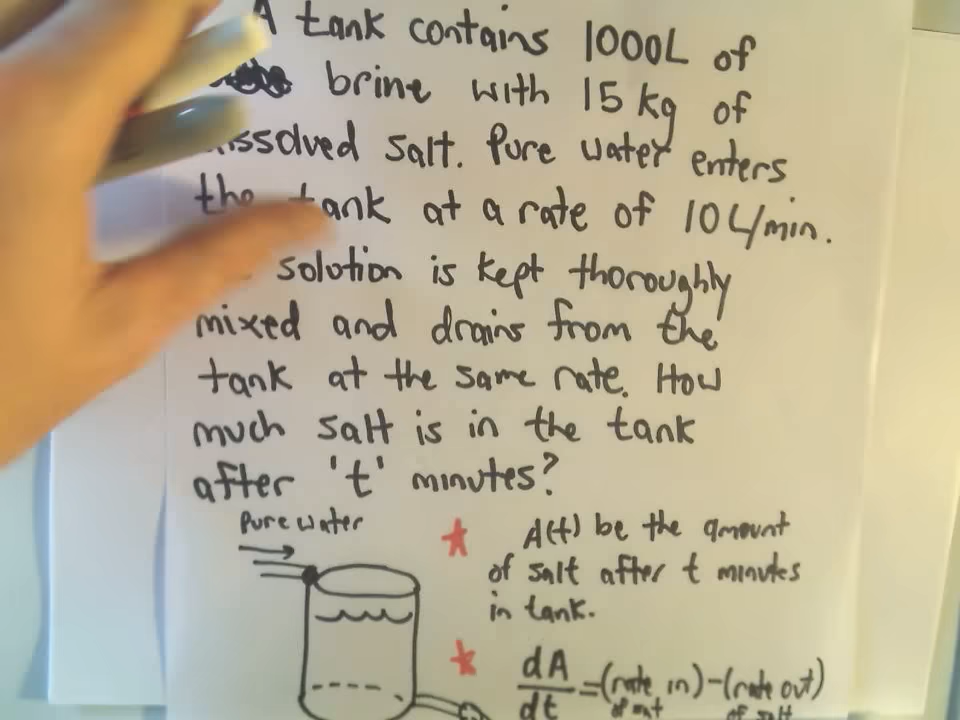 A tank contains 1000L of
brine with 15 kg of
dissolved salt. Pure water enters
the tank at a rate of 10 L/min.
solution is kept thoroughly
mixed and drains from the
tank at the same rate. How
much salt is in the tank
after 't' minutes?
Pure water
A(t) be the amount
of salt after t minutes
in tank.
dA/dt = (rate in) - (rate out)
of salt